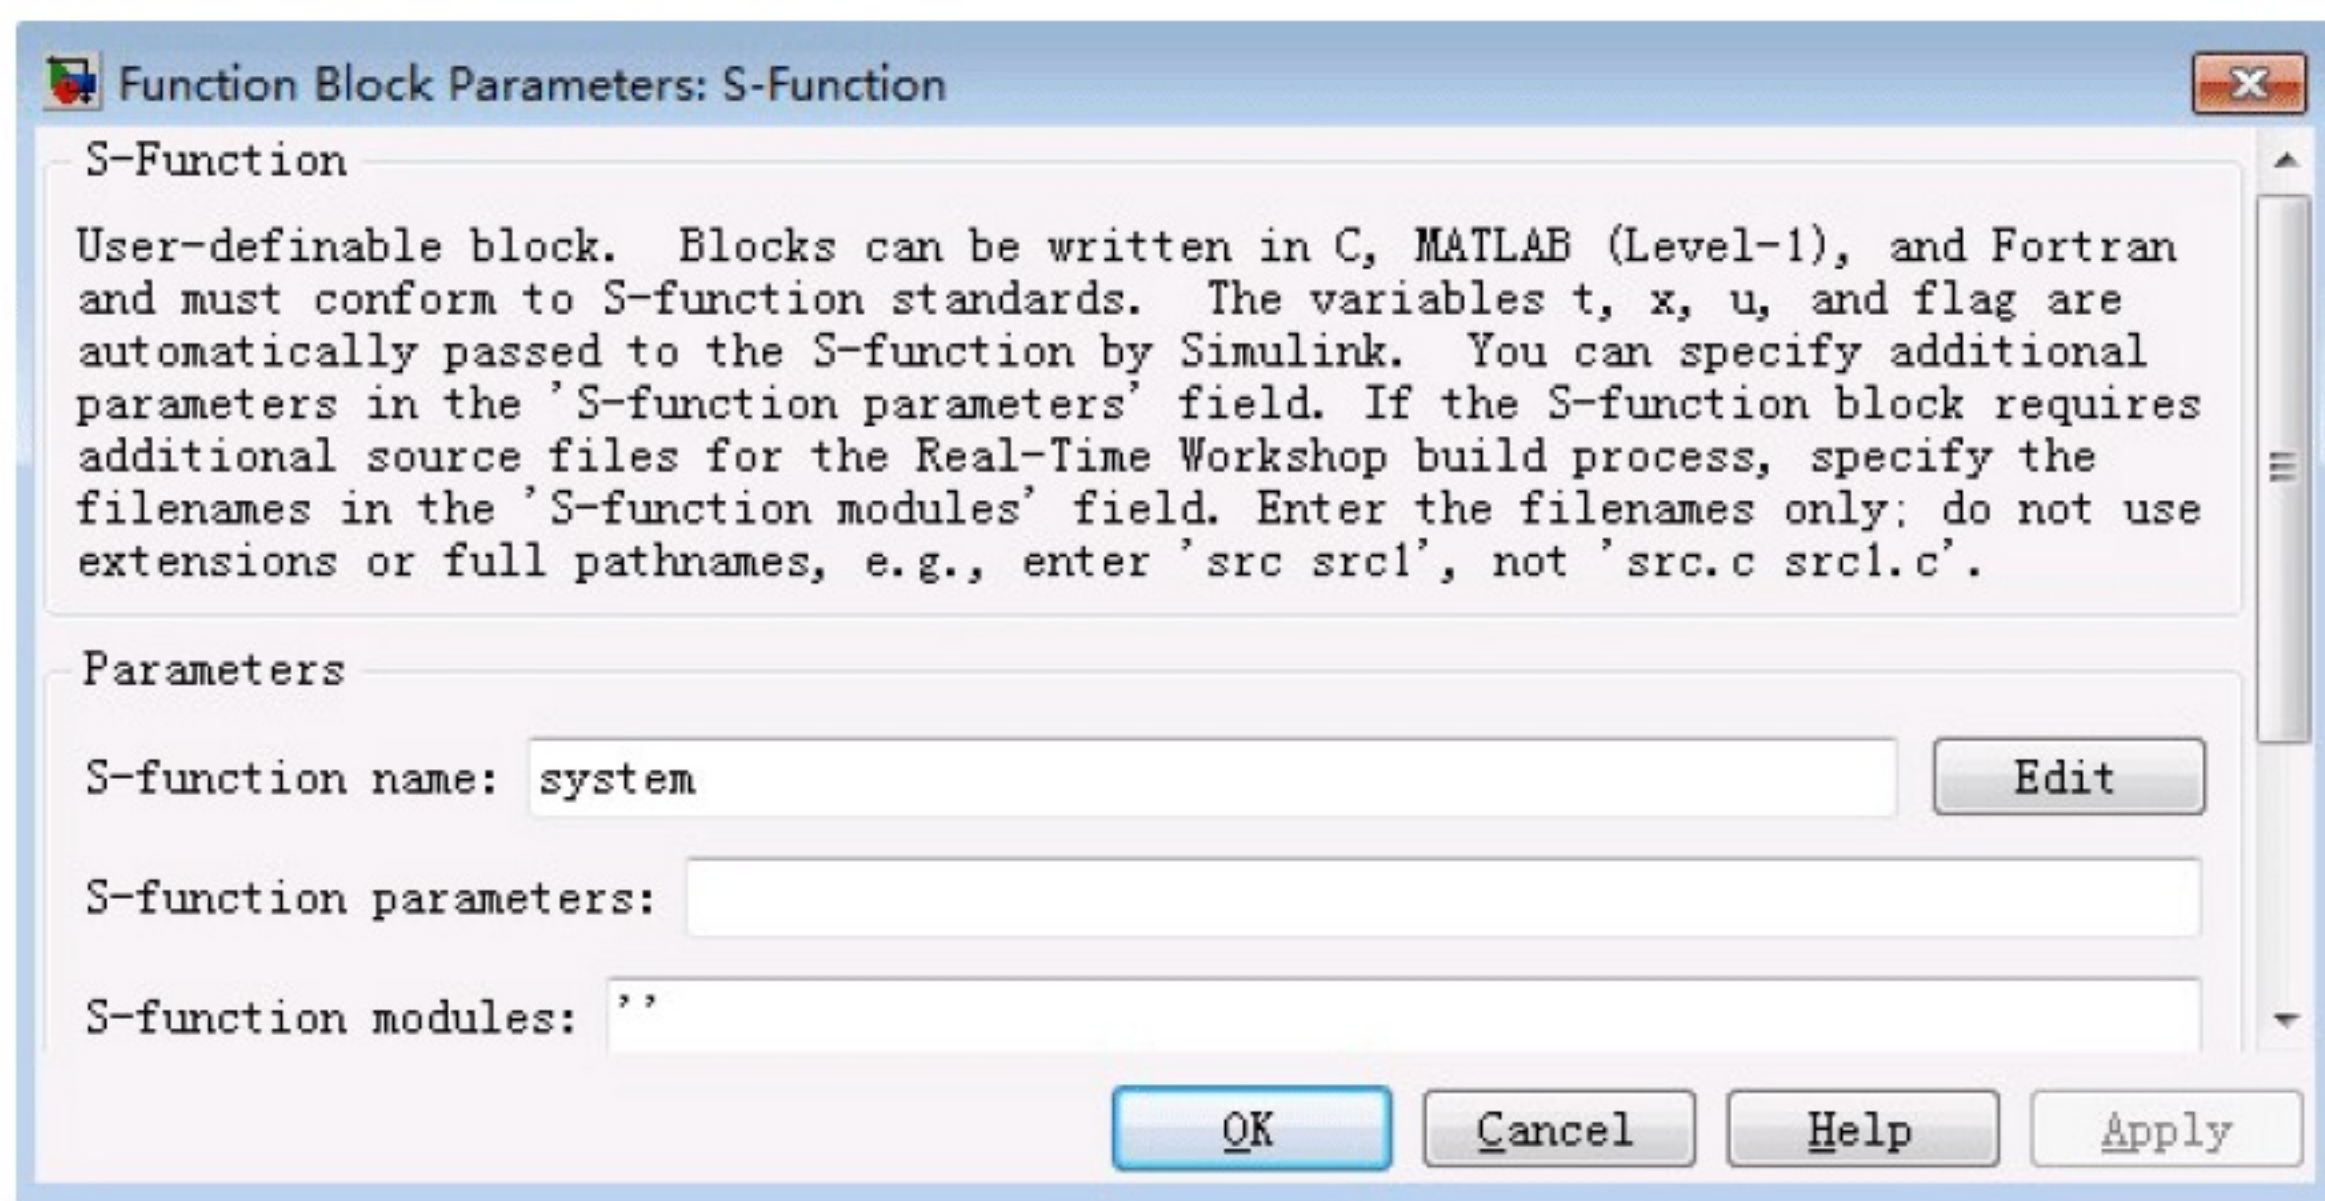 Function Block Parameters: S-Function
S-Function
User-definable block.  Blocks can be written in C, MATLAB (Level-1), and Fortran
and must conform to S-function standards.  The variables t, x, u, and flag are
automatically passed to the S-function by Simulink.  You can specify additional
parameters in the 'S-function parameters' field. If the S-function block requires
additional source files for the Real-Time Workshop build process, specify the
filenames in the 'S-function modules' field. Enter the filenames only; do not use
extensions or full pathnames, e.g., enter 'src src1', not 'src.c src1.c'.
Parameters
S-function name: system Edit
S-function parameters:
S-function modules: ''
OK Cancel Help Apply